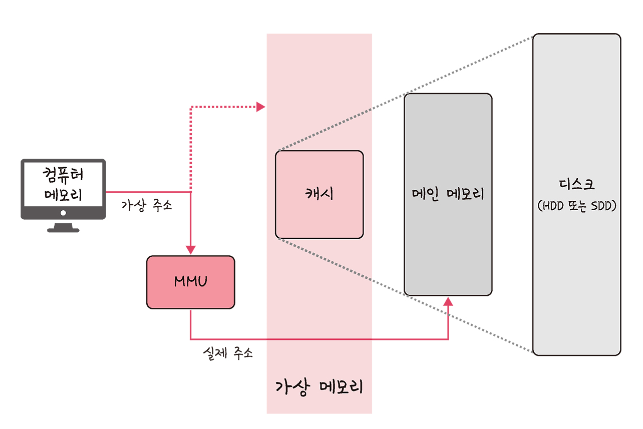 컴퓨터
메모리
가상 주소
MMU
실제 주소
캐시
가상 메모리
메인 메모리
디스크
(HDD 또는 SDD)